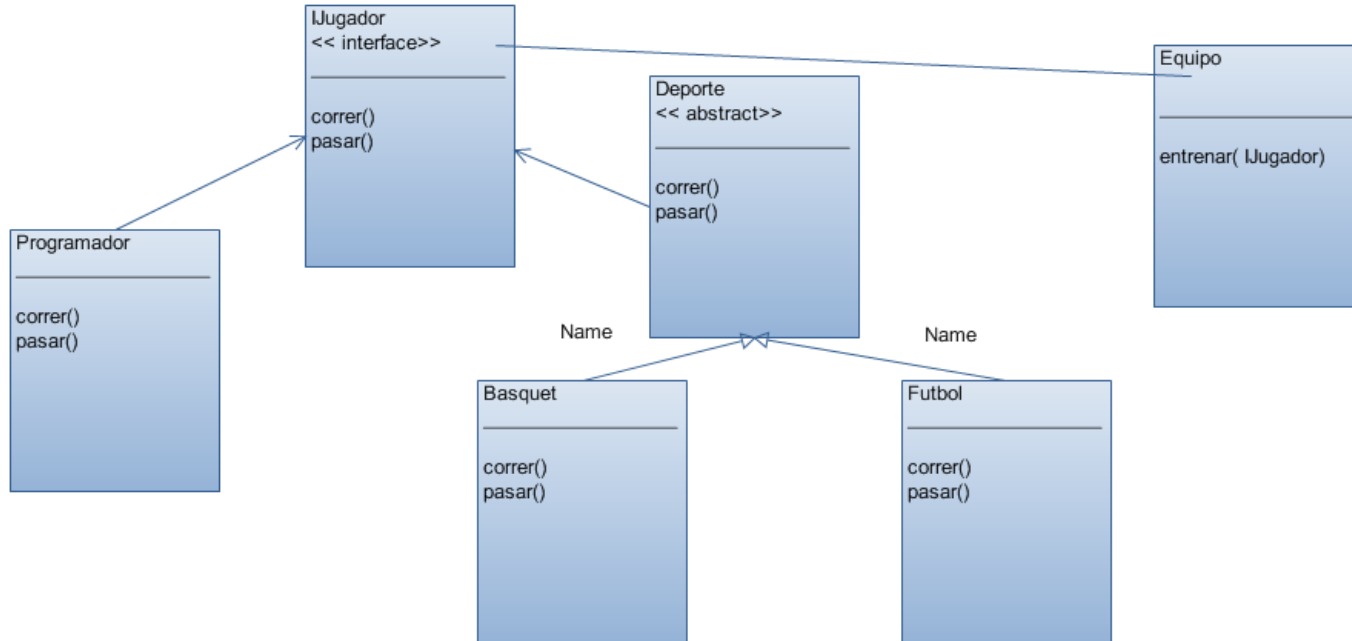 IJugador
<< interface>>
correr()
pasar()
Deporte
<< abstract>>
correr()
pasar()
Equipo
entrenar( IJugador)
Programador
correr()
pasar()
Name
Name
Basquet
correr()
pasar()
Futbol
correr()
pasar()